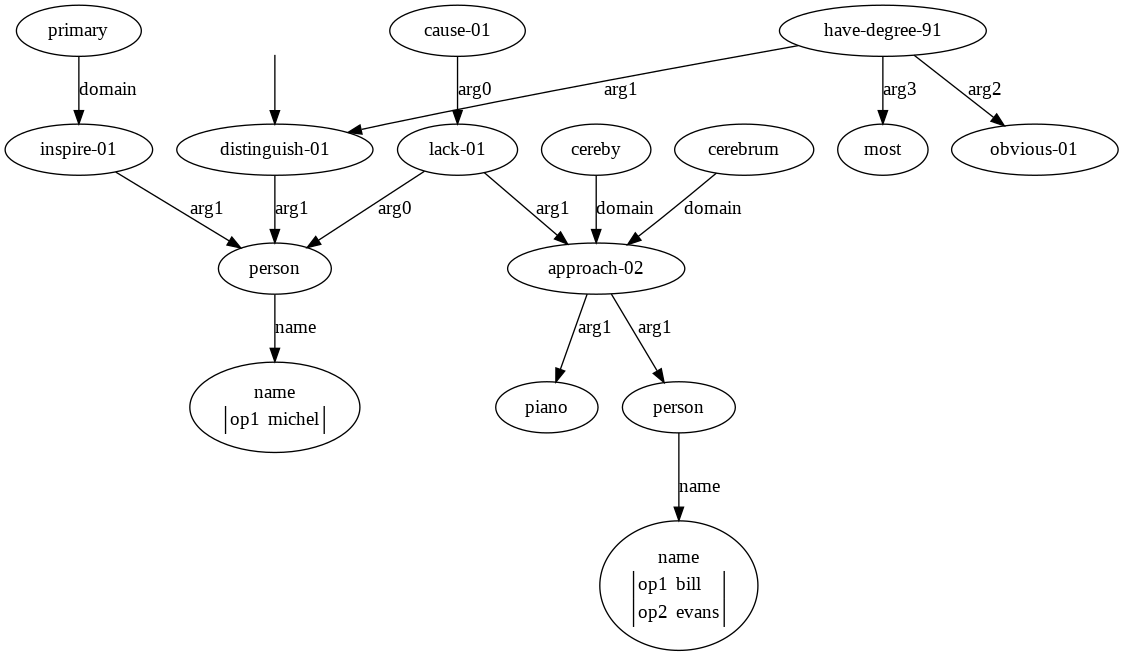 primary
cause-01
have-degree-91
domain
arg0
arg1
arg3
arg2
inspire-01
distinguish-01
lack-01
cereby
cerebrum
most
obvious-01
arg1
arg1
arg0
arg1
domain
domain
person
approach-02
name
arg1
arg1
name
op1 michel
piano
person
name
name
op1 bill
op2 evans